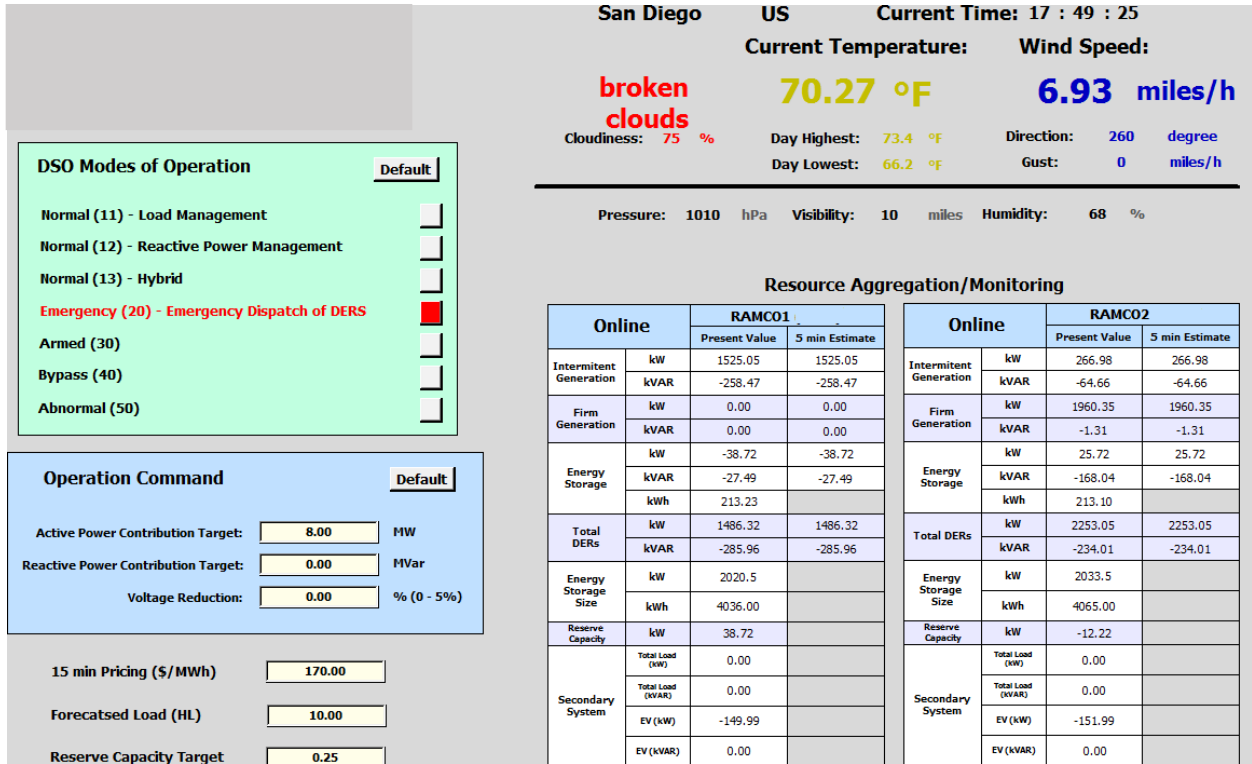 San Diego US Current Time: 17 : 49 : 25
Current Temperature: Wind Speed:
broken clouds 70.27 °F 6.93 miles/h
Cloudiness: 75 % Day Highest: 73.4 °F Direction: 260 degree
Day Lowest: 66.2 °F Gust: 0 miles/h
Pressure: 1010 hPa Visibility: 10 miles Humidity: 68 %
DSO Modes of Operation Default
Normal (11) - Load Management
Normal (12) - Reactive Power Management
Normal (13) - Hybrid
Emergency (20) - Emergency Dispatch of DERS
Armed (30)
Bypass (40)
Abnormal (50)
Operation Command Default
Active Power Contribution Target: 8.00 MW
Reactive Power Contribution Target: 0.00 MVar
Voltage Reduction: 0.00 % (0 - 5%)
15 min Pricing ($/MWh) 170.00
Forecatsed Load (HL) 10.00
Reserve Capacity Target 0.25
Resource Aggregation/Monitoring
Online RAMCO1
Present Value 5 min Estimate
Intermitent Generation kW 1525.05 1525.05
kVAR -258.47 -258.47
Firm Generation kW 0.00 0.00
kVAR 0.00 0.00
Energy Storage kW -38.72 -38.72
kVAR -27.49 -27.49
kWh 213.23
Total DERs kW 1486.32 1486.32
kVAR -285.96 -285.96
Energy Storage Size kW 2020.5
kWh 4036.00
Reserve Capacity kW 38.72
Secondary System Total Load (kW) 0.00
Total Load (kVAR) 0.00
EV (kW) -149.99
EV (kVAR) 0.00
Online RAMCO2
Present Value 5 min Estimate
Intermitent Generation kW 266.98 266.98
kVAR -64.66 -64.66
Firm Generation kW 1960.35 1960.35
kVAR -1.31 -1.31
Energy Storage kW 25.72 25.72
kVAR -168.04 -168.04
kWh 213.10
Total DERs kW 2253.05 2253.05
kVAR -234.01 -234.01
Energy Storage Size kW 2033.5
kWh 4065.00
Reserve Capacity kW -12.22
Secondary System Total Load (kW) 0.00
Total Load (kVAR) 0.00
EV (kW) -151.99
EV (kVAR) 0.00